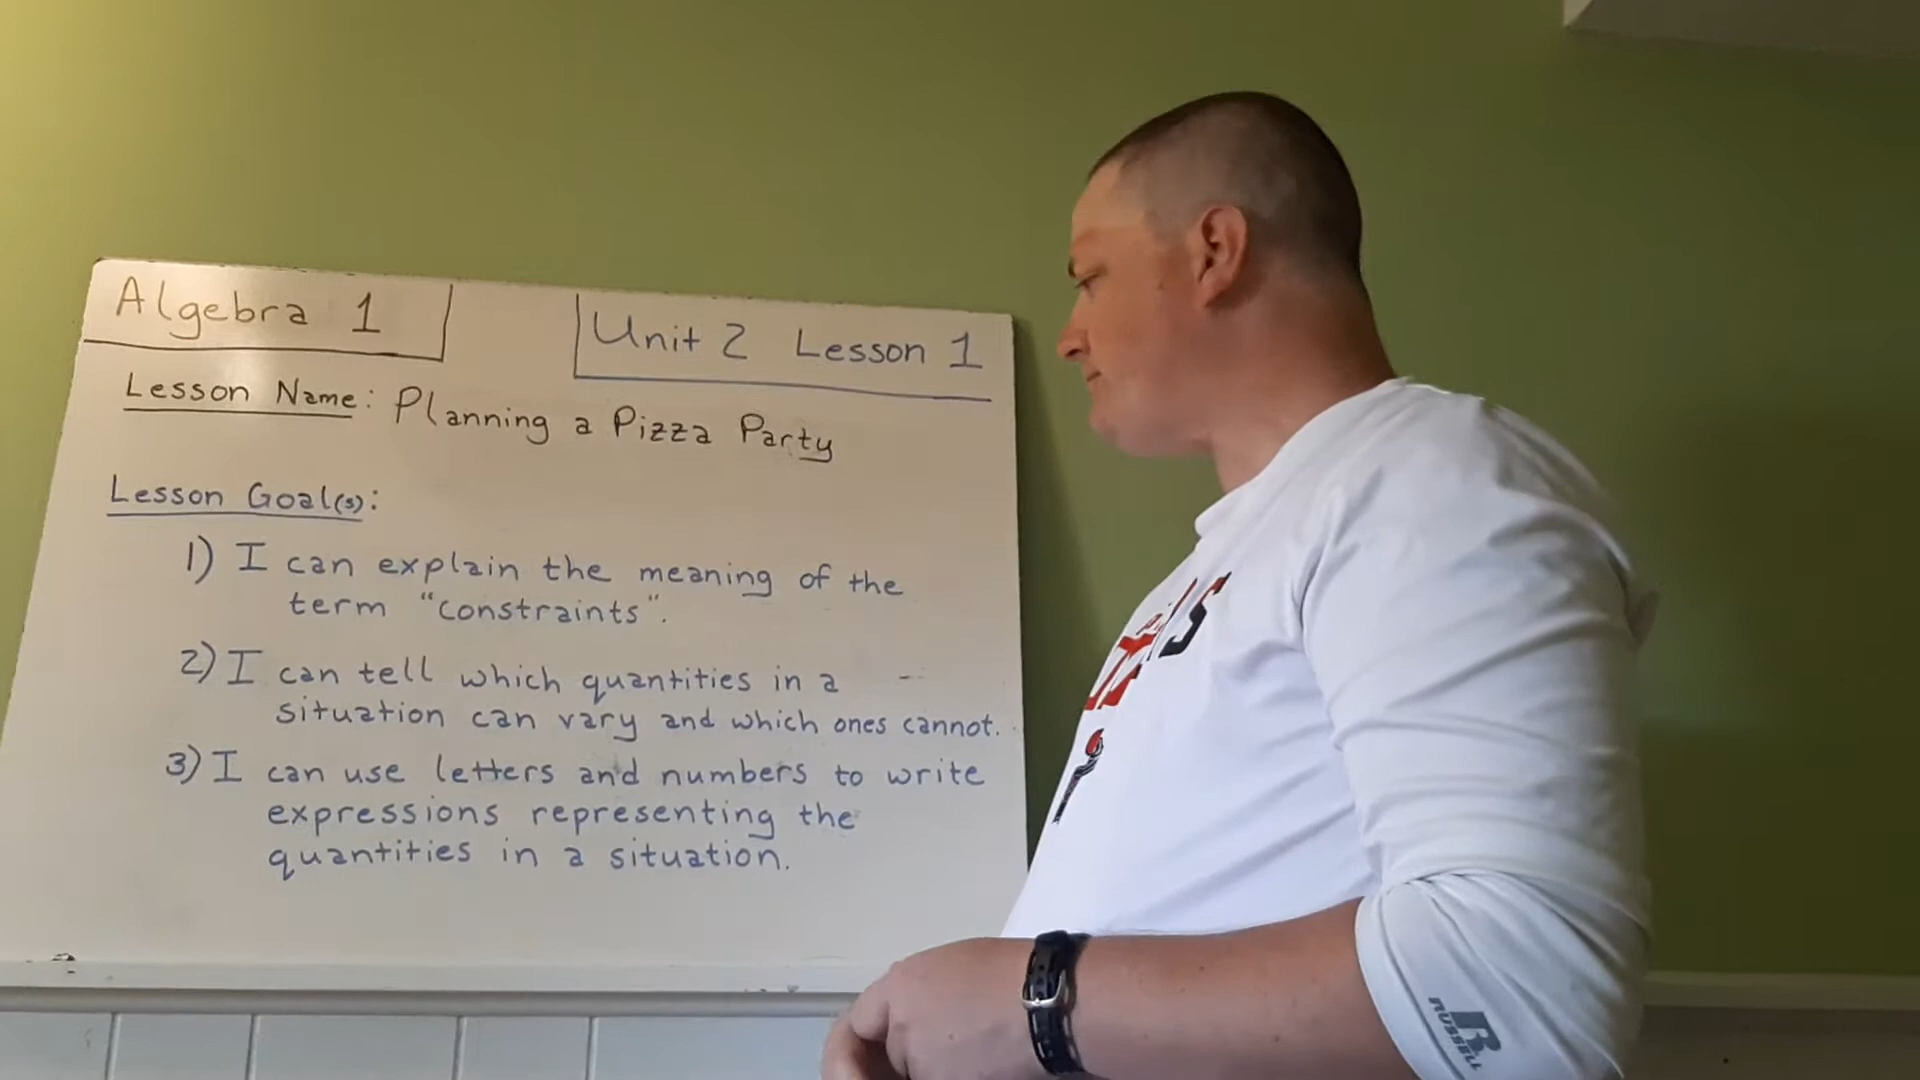 Algebra 1
Unit 2 Lesson 1
Lesson Name: Planning a Pizza Party
Lesson Goal(s):
1) I can explain the meaning of the
term "constraints".
2) I can tell which quantities in a
situation can vary and which ones cannot.
3) I can use letters and numbers to write
expressions representing the
quantities in a situation.
R
RUSSELL